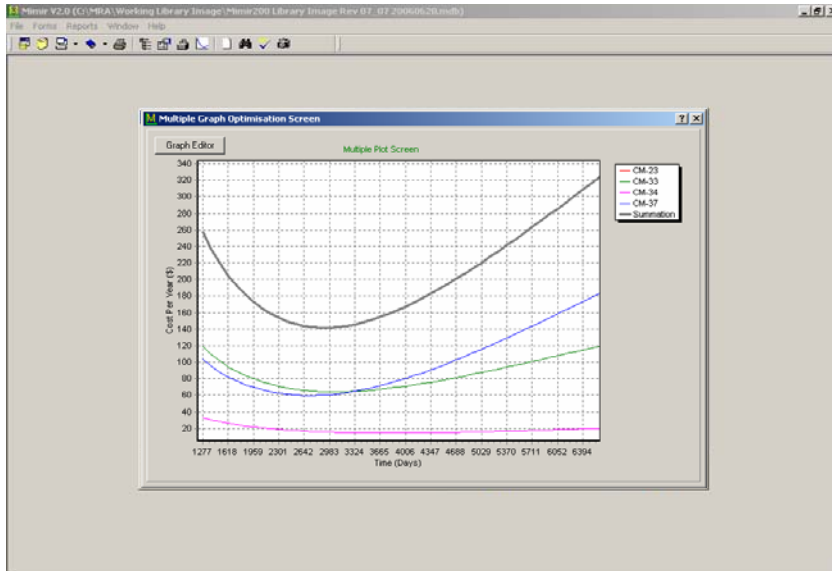 Mimir V2.0 (C:\MRA\Working Library Image\Mimir200 Library Image Rev 07_07 20060620.mdb)
File Forms Reports Window Help
Multiple Graph Optimisation Screen
Graph Editor
Multiple Plot Screen
340
320
300
280
260
240
220
200
180
160
140
120
100
80
60
40
20
Cost Per Year ($)
1277 1618 1959 2301 2642 2983 3324 3665 4006 4347 4688 5029 5370 5711 6052 6394
Time (Days)
CM-23
CM-33
CM-34
CM-37
Summation